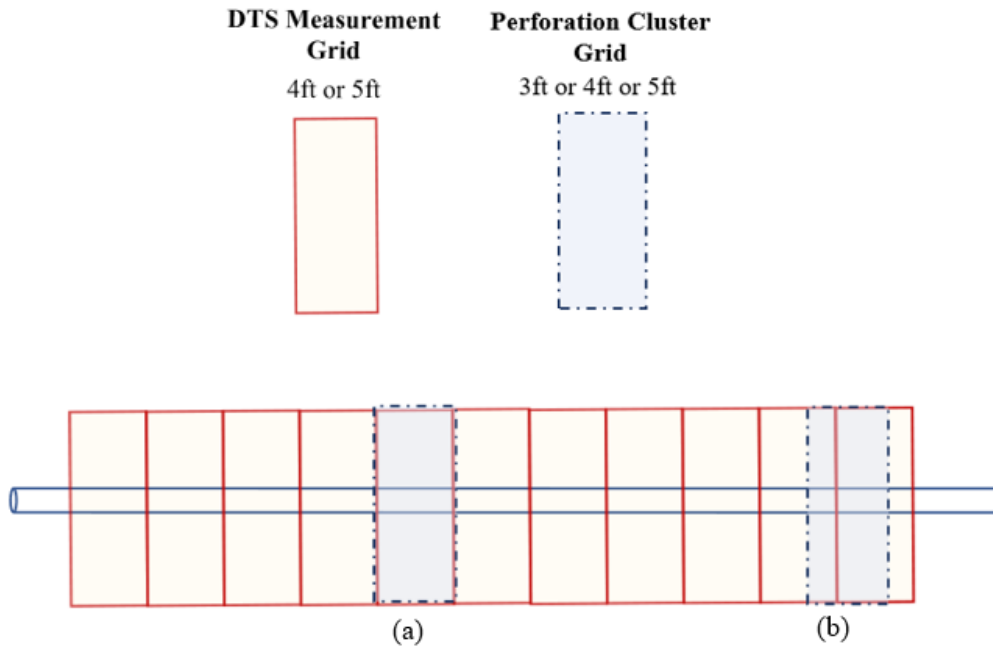 DTS Measurement
Grid
4ft or 5ft
Perforation Cluster
Grid
3ft or 4ft or 5ft
(a)
(b)